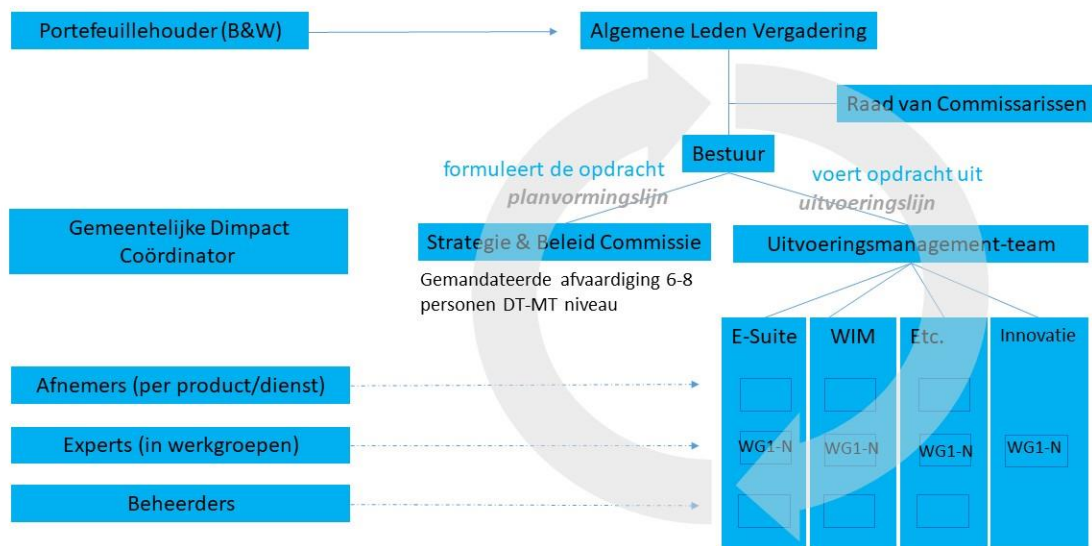 Portefeuillehouder (B&W)
Algemene Leden Vergadering
Raad van Commissarissen
Bestuur
formuleert de opdracht
planvormingslijn
voert opdracht uit
uitvoeringslijn
Gemeentelijke Dimpact
Coördinator
Strategie & Beleid Commissie
Uitvoeringsmanagement-team
Gemandateerde afvaardiging 6-8
personen DT-MT niveau
E-Suite
WIM
Etc.
Innovatie
Afnemers (per product/dienst)
Experts (in werkgroepen)
WG1-N
WG1-N
WG1-N
WG1-N
Beheerders